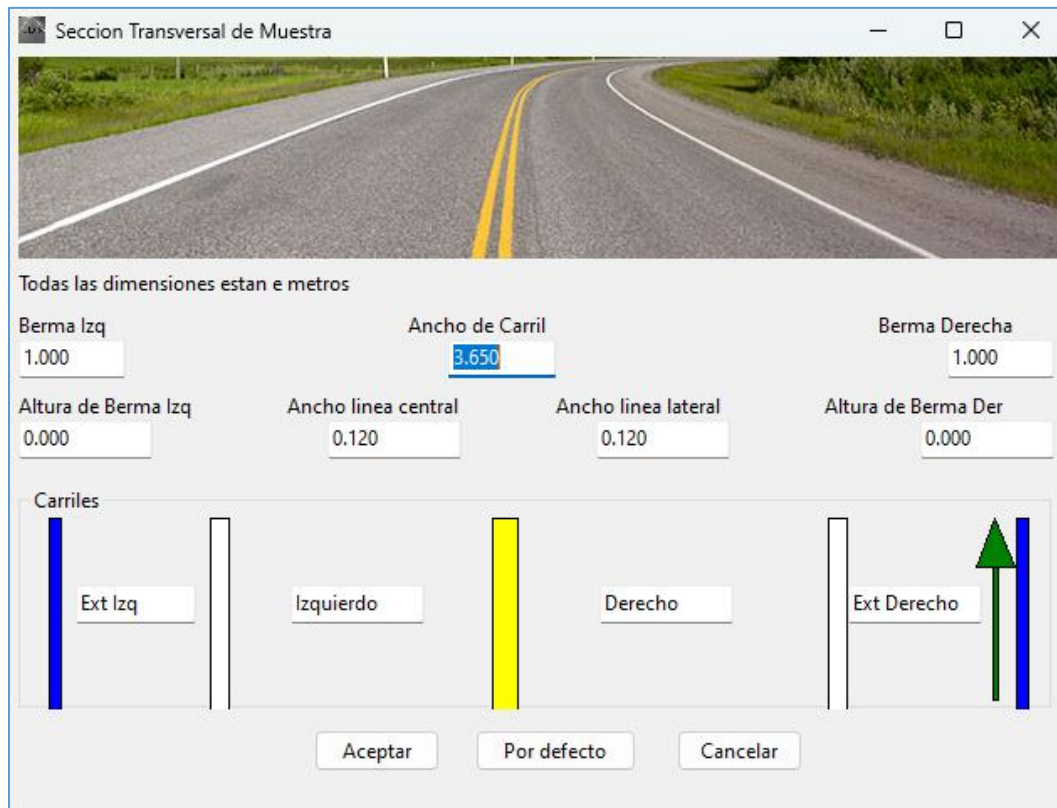 Seccion Transversal de Muestra
Todas las dimensiones estan e metros
Berma Izq Ancho de Carril Berma Derecha
1.000 3.650 1.000
Altura de Berma Izq Ancho linea central Ancho linea lateral Altura de Berma Der
0.000 0.120 0.120 0.000
Carriles
Ext Izq Izquierdo Derecho Ext Derecho
Aceptar Por defecto Cancelar